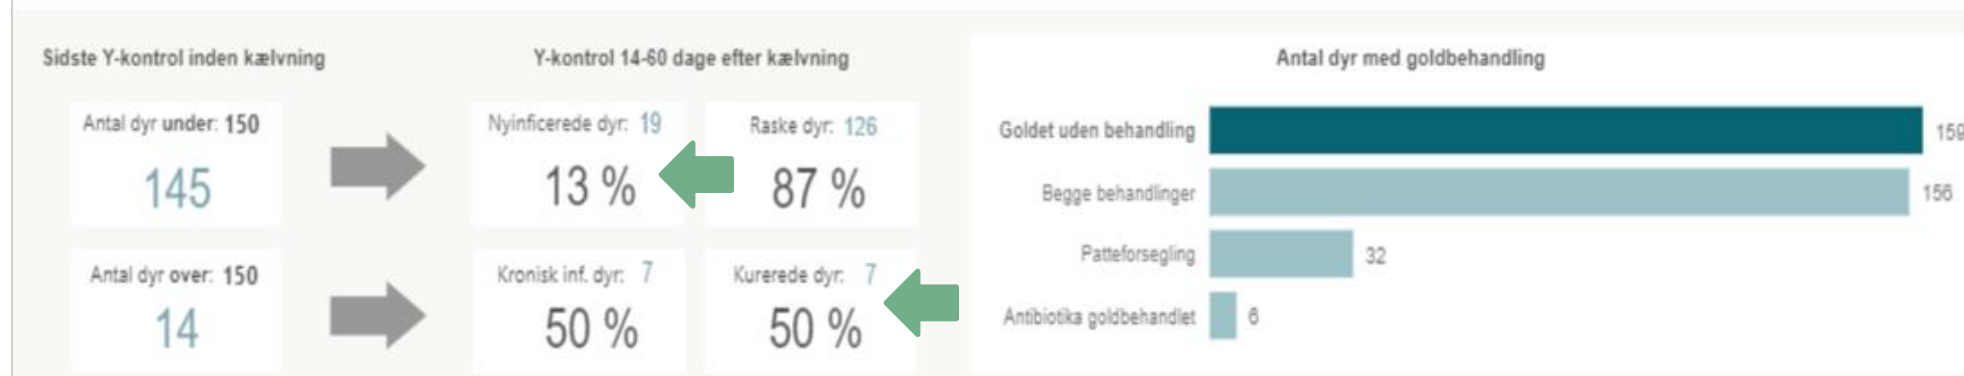 Sidste Y-kontrol inden kælvning
Y-kontrol 14-60 dage efter kælvning
Antal dyr under: 150
145
Nyinficerede dyr: 19
13 %
Raske dyr: 126
87 %
Antal dyr over: 150
14
Kronisk inf. dyr: 7
50 %
Kurerede dyr: 7
50 %
Antal dyr med goldbehandling
Goldet uden behandling 159
Begge behandlinger 156
Patteforsegling 32
Antibiotika goldbehandlet 6